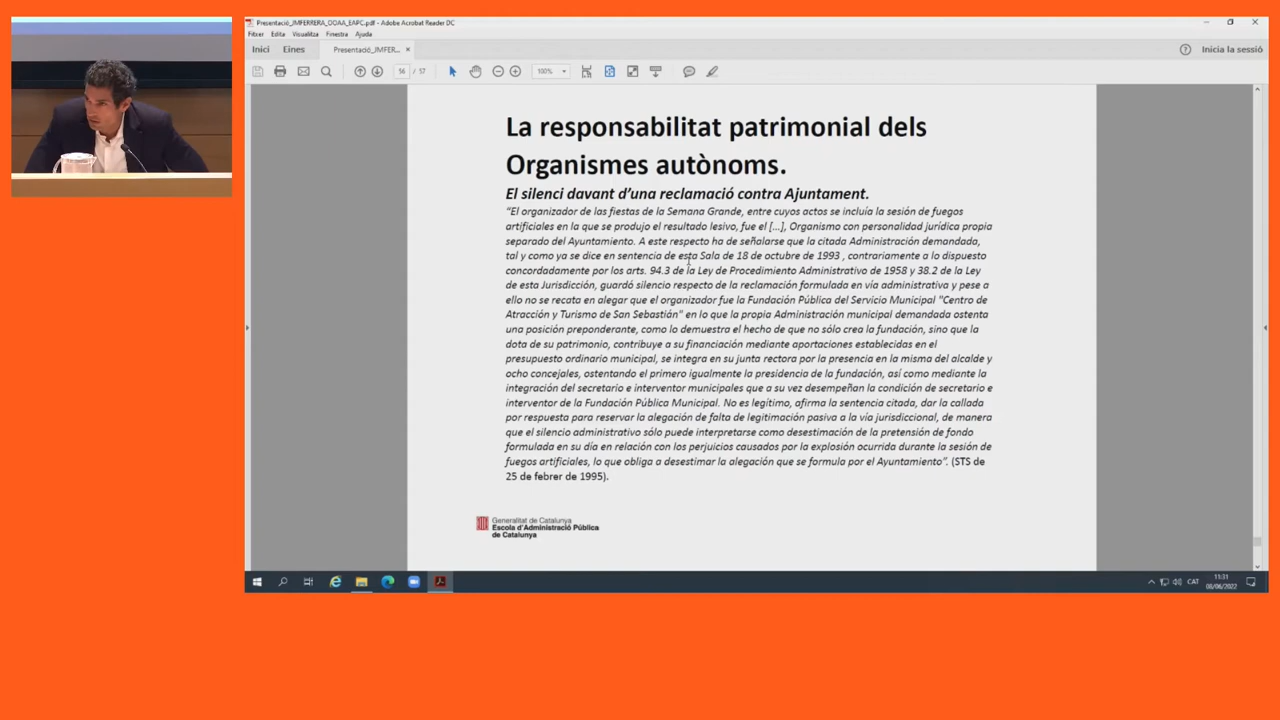 Presentació_JMFERRERA_OOAA_EAPC.pdf - Adobe Acrobat Reader DC
Fitxer Edita Visualitza Finestra Ajuda
Inici Eines Presentació_JMFER... × Inicia la sessió
56 / 57 100%
La responsabilitat patrimonial dels
Organismes autònoms.
El silenci davant d’una reclamació contra Ajuntament.
“El organizador de las fiestas de la Semana Grande, entre cuyos actos se incluía la sesión de fuegos
artificiales en la que se produjo el resultado lesivo, fue el [...], Organismo con personalidad jurídica propia
separado del Ayuntamiento. A este respecto ha de señalarse que la citada Administración demandada,
tal y como ya se dice en sentencia de esta Sala de 18 de octubre de 1993 , contrariamente a lo dispuesto
concordadamente por los arts. 94.3 de la Ley de Procedimiento Administrativo de 1958 y 38.2 de la Ley
de esta Jurisdicción, guardó silencio respecto de la reclamación formulada en vía administrativa y pese a
ello no se recata en alegar que el organizador fue la Fundación Pública del Servicio Municipal "Centro de
Atracción y Turismo de San Sebastián" en lo que la propia Administración municipal demandada ostenta
una posición preponderante, como lo demuestra el hecho de que no sólo crea la fundación, sino que la
dota de su patrimonio, contribuye a su financiación mediante aportaciones establecidas en el
presupuesto ordinario municipal, se integra en su junta rectora por la presencia en la misma del alcalde y
ocho concejales, ostentando el primero igualmente la presidencia de la fundación, así como mediante la
integración del secretario e interventor municipales que a su vez desempeñan la condición de secretario e
interventor de la Fundación Pública Municipal. No es legítimo, afirma la sentencia citada, dar la callada
por respuesta para reservar la alegación de falta de legitimación pasiva a la vía jurisdiccional, de manera
que el silencio administrativo sólo puede interpretarse como desestimación de la pretensión de fondo
formulada en su día en relación con los perjuicios causados por la explosión ocurrida durante la sesión de
fuegos artificiales, lo que obliga a desestimar la alegación que se formula por el Ayuntamiento”. (STS de
25 de febrer de 1995).
Generalitat de Catalunya
Escola d’Administració Pública
de Catalunya
CAT
11:31
08/06/2022